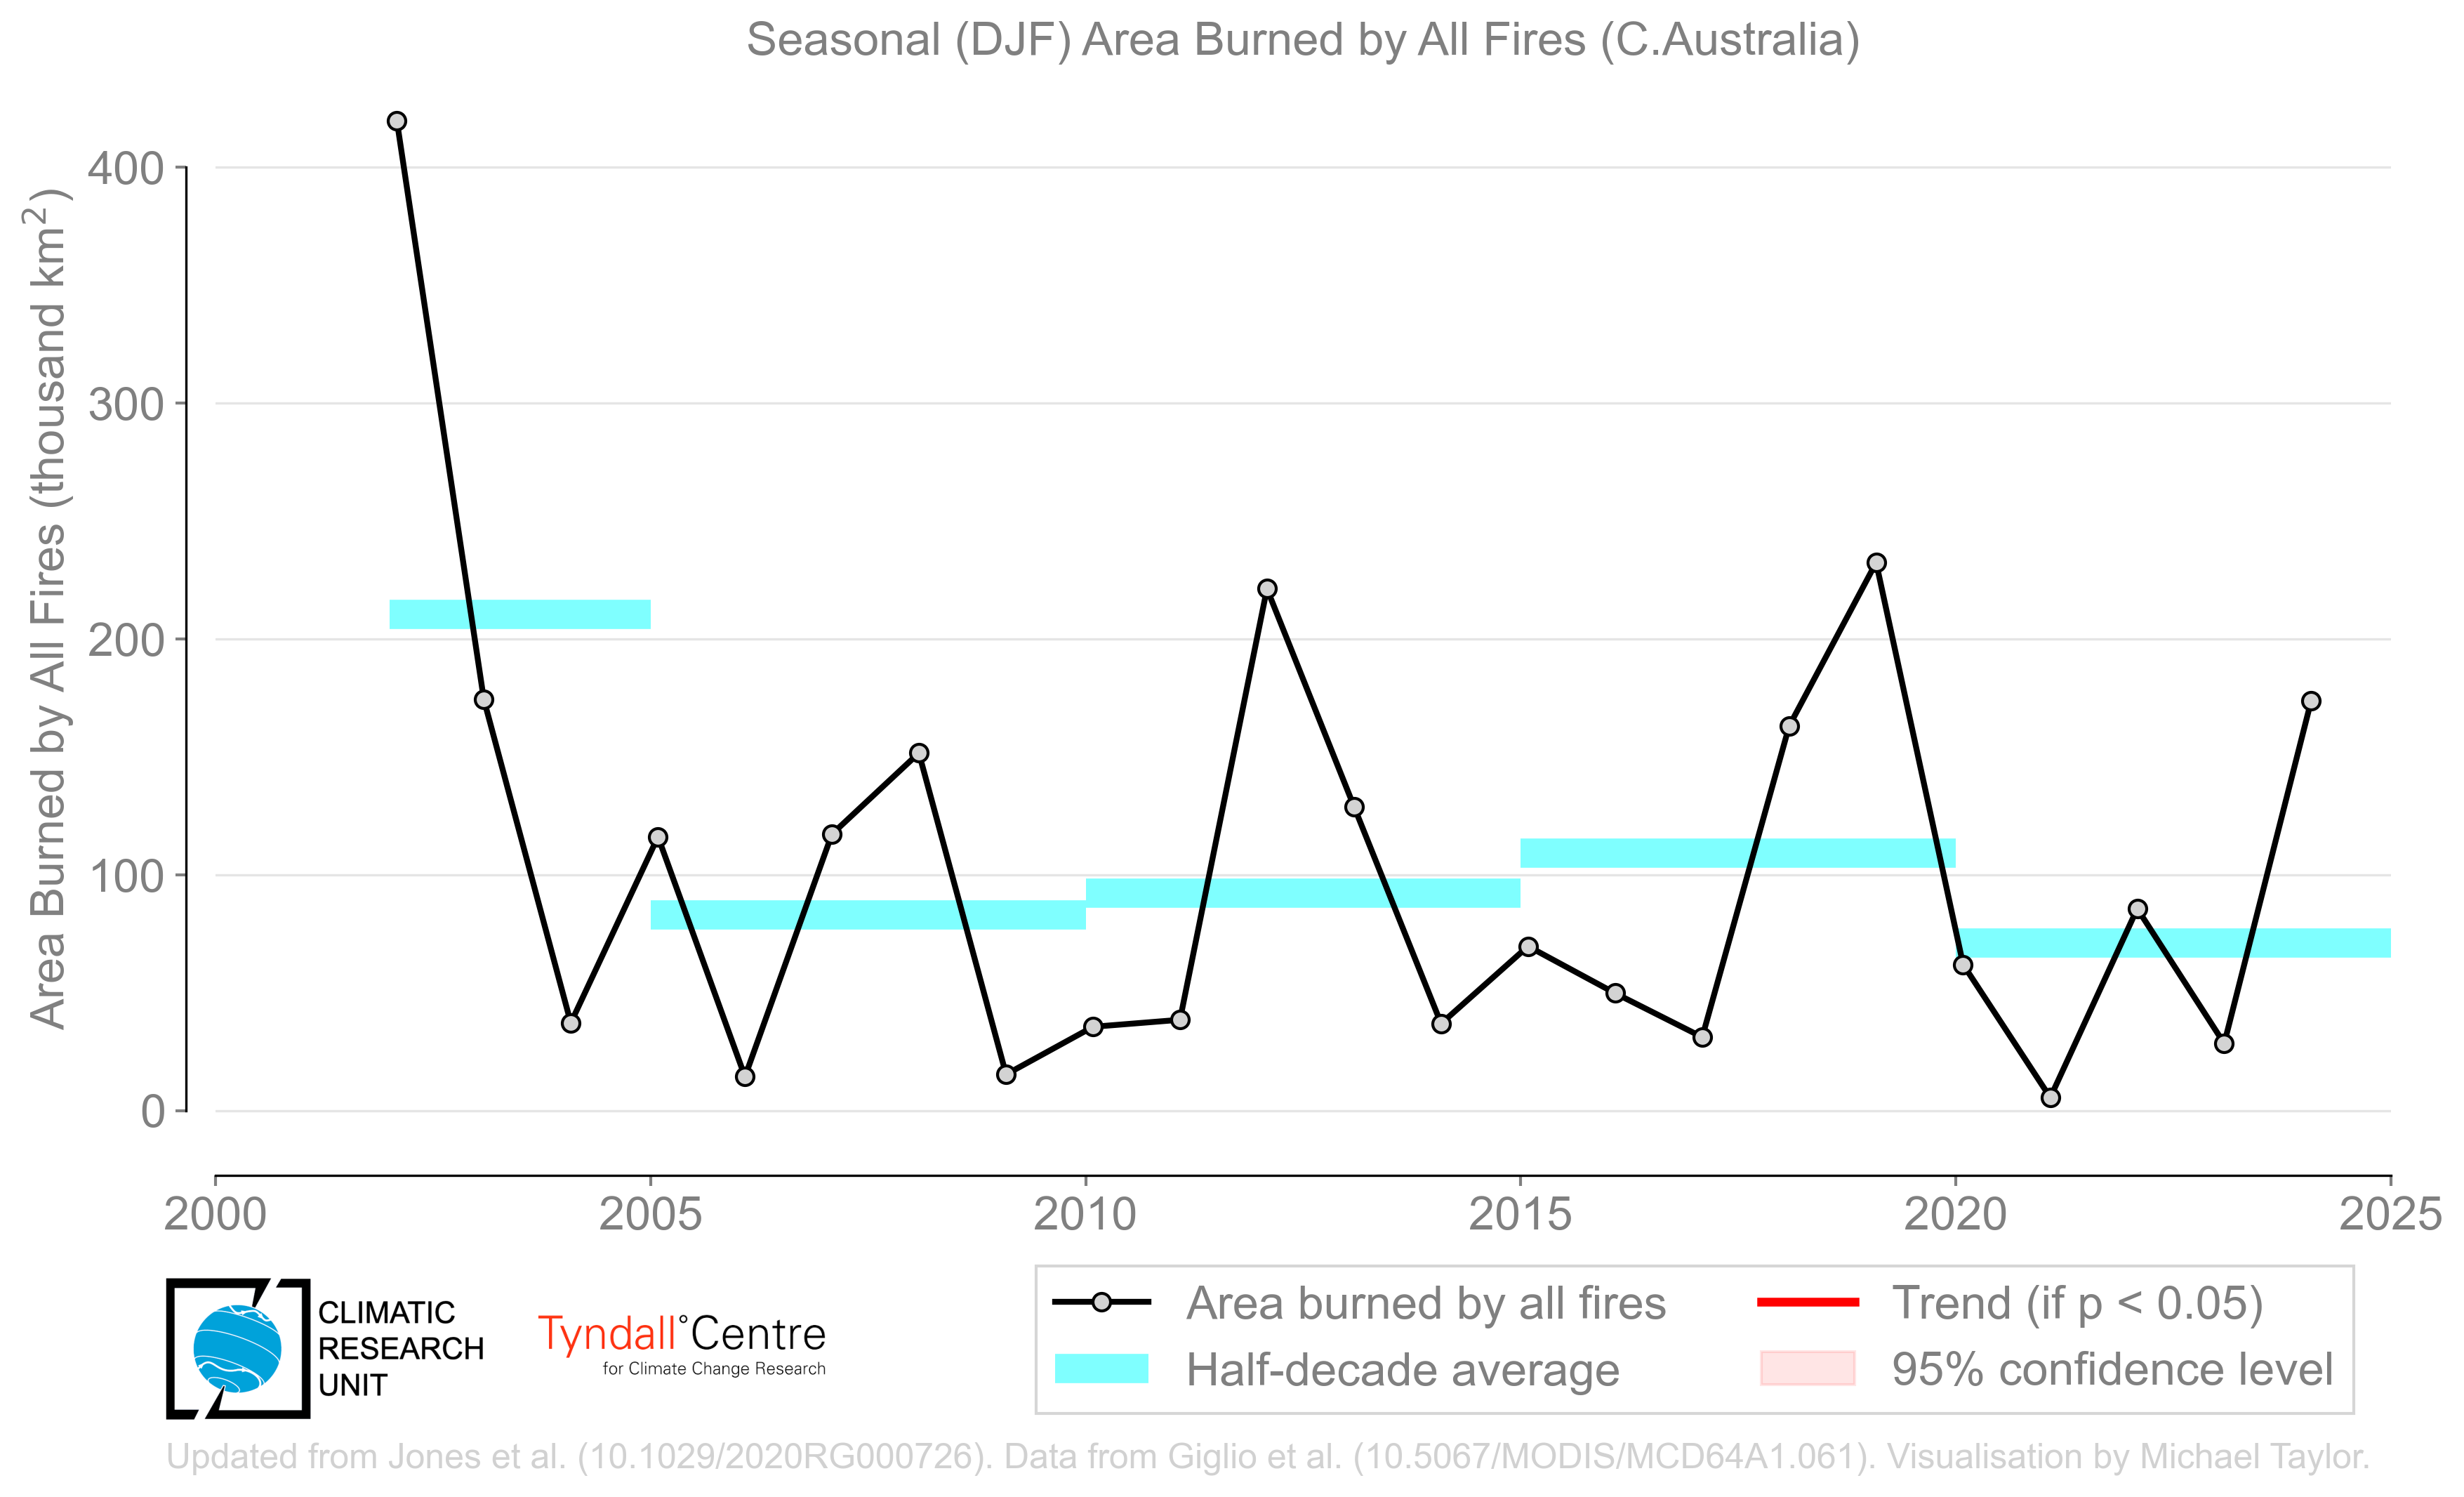 Seasonal (DJF) Area Burned by All Fires (C.Australia)
Area Burned by All Fires (thousand km²)
400
300
200
100
0
2000 2005 2010 2015 2020 2025
CLIMATIC
RESEARCH
UNIT
Tyndall°Centre
for Climate Change Research
Area burned by all fires
Half-decade average
Trend (if p < 0.05)
95% confidence level
Updated from Jones et al. (10.1029/2020RG000726). Data from Giglio et al. (10.5067/MODIS/MCD64A1.061). Visualisation by Michael Taylor.